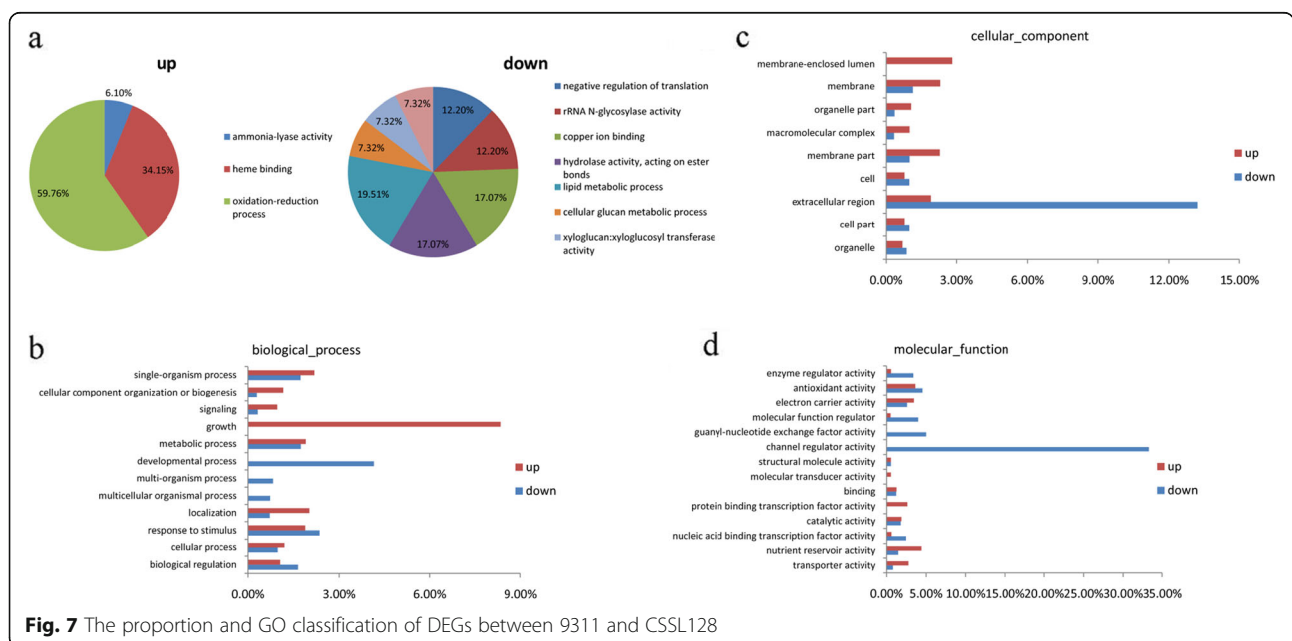 a
up
6.10%
34.15%
59.76%
ammonia-lyase activity
heme binding
oxidation-reduction
process
down
7.32%
12.20%
7.32%
12.20%
7.32%
19.51%
17.07%
17.07%
negative regulation of translation
rRNA N-glycosylase activity
copper ion binding
hydrolase activity, acting on ester
bonds
lipid metabolic process
cellular glucan metabolic process
xyloglucan:xyloglucosyl transferase
activity
c
cellular_component
membrane-enclosed lumen
membrane
organelle part
macromolecular complex
membrane part
cell
extracellular region
cell part
organelle
up
down
0.00% 3.00% 6.00% 9.00% 12.00% 15.00%
b
biological_process
single-organism process
cellular component organization or biogenesis
signaling
growth
metabolic process
developmental process
multi-organism process
multicellular organismal process
localization
response to stimulus
cellular process
biological regulation
up
down
0.00% 3.00% 6.00% 9.00%
d
molecular_function
enzyme regulator activity
antioxidant activity
electron carrier activity
molecular function regulator
guanyl-nucleotide exchange factor activity
channel regulator activity
structural molecule activity
molecular transducer activity
binding
protein binding transcription factor activity
catalytic activity
nucleic acid binding transcription factor activity
nutrient reservoir activity
transporter activity
up
down
0.00% 5.00% 10.00%15.00%20.00%25.00%30.00%35.00%
Fig. 7 The proportion and GO classification of DEGs between 9311 and CSSL128